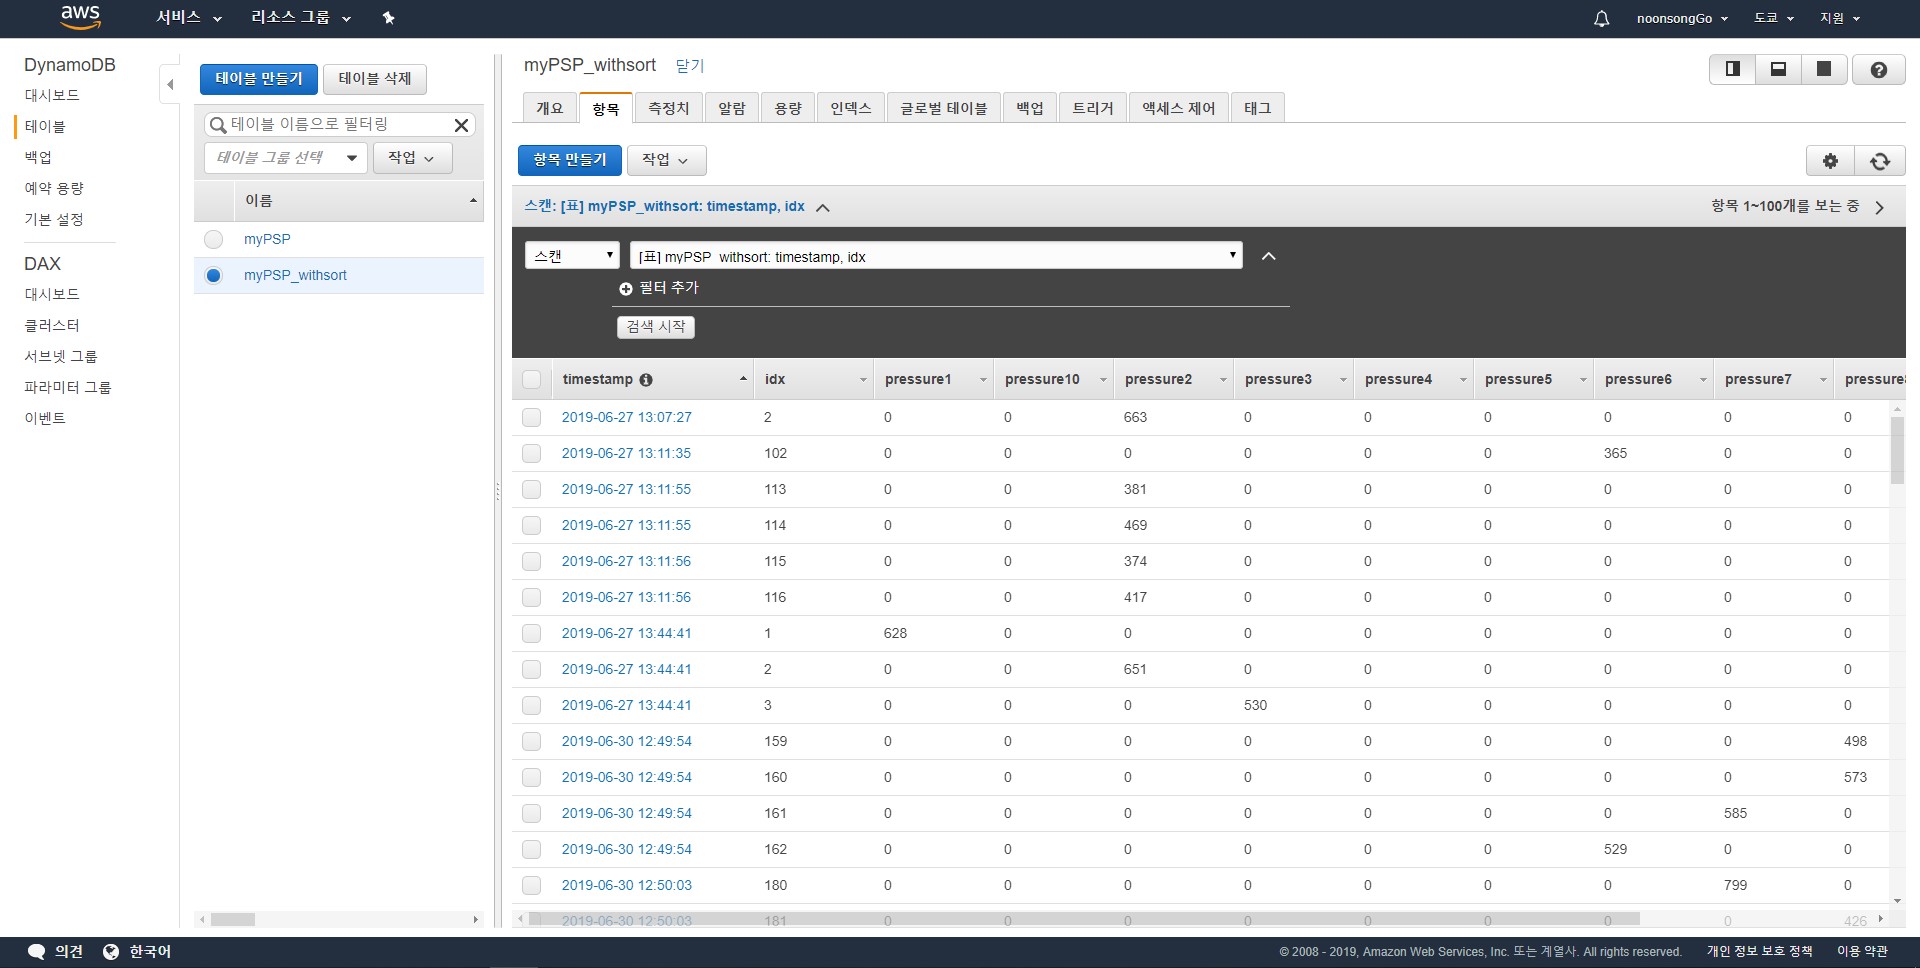 aws 서비스 리소스 그룹 noonsongGo 도쿄 지원
DynamoDB
대시보드
테이블
백업
예약 용량
기본 설정
DAX
대시보드
클러스터
서브넷 그룹
파라미터 그룹
이벤트
테이블 만들기 테이블 삭제
테이블 이름으로 필터링
테이블 그룹 선택 작업
이름
myPSP
myPSP_withsort
myPSP_withsort 닫기
개요 항목 측정치 알람 용량 인덱스 글로벌 테이블 백업 트리거 액세스 제어 태그
항목 만들기 작업
스캔: [표] myPSP_withsort: timestamp, idx 항목 1~100개를 보는 중
스캔 [표] myPSP_withsort: timestamp, idx
필터 추가
검색 시작
timestamp idx pressure1 pressure10 pressure2 pressure3 pressure4 pressure5 pressure6 pressure7 pressure8
2019-06-27 13:07:27 2 0 0 663 0 0 0 0 0 0
2019-06-27 13:11:35 102 0 0 0 0 0 0 365 0 0
2019-06-27 13:11:55 113 0 0 381 0 0 0 0 0 0
2019-06-27 13:11:55 114 0 0 469 0 0 0 0 0 0
2019-06-27 13:11:56 115 0 0 374 0 0 0 0 0 0
2019-06-27 13:11:56 116 0 0 417 0 0 0 0 0 0
2019-06-27 13:44:41 1 628 0 0 0 0 0 0 0 0
2019-06-27 13:44:41 2 0 0 651 0 0 0 0 0 0
2019-06-27 13:44:41 3 0 0 0 530 0 0 0 0 0
2019-06-30 12:49:54 159 0 0 0 0 0 0 0 0 498
2019-06-30 12:49:54 160 0 0 0 0 0 0 0 0 573
2019-06-30 12:49:54 161 0 0 0 0 0 0 0 585 0
2019-06-30 12:49:54 162 0 0 0 0 0 0 529 0 0
2019-06-30 12:50:03 180 0 0 0 0 0 0 0 799 0
2019-06-30 12:50:03 181 0 0 0 0 0 0 0 0 426
의견 한국어 © 2008 - 2019, Amazon Web Services, Inc. 또는 계열사. All rights reserved. 개인 정보 보호 정책 이용 약관